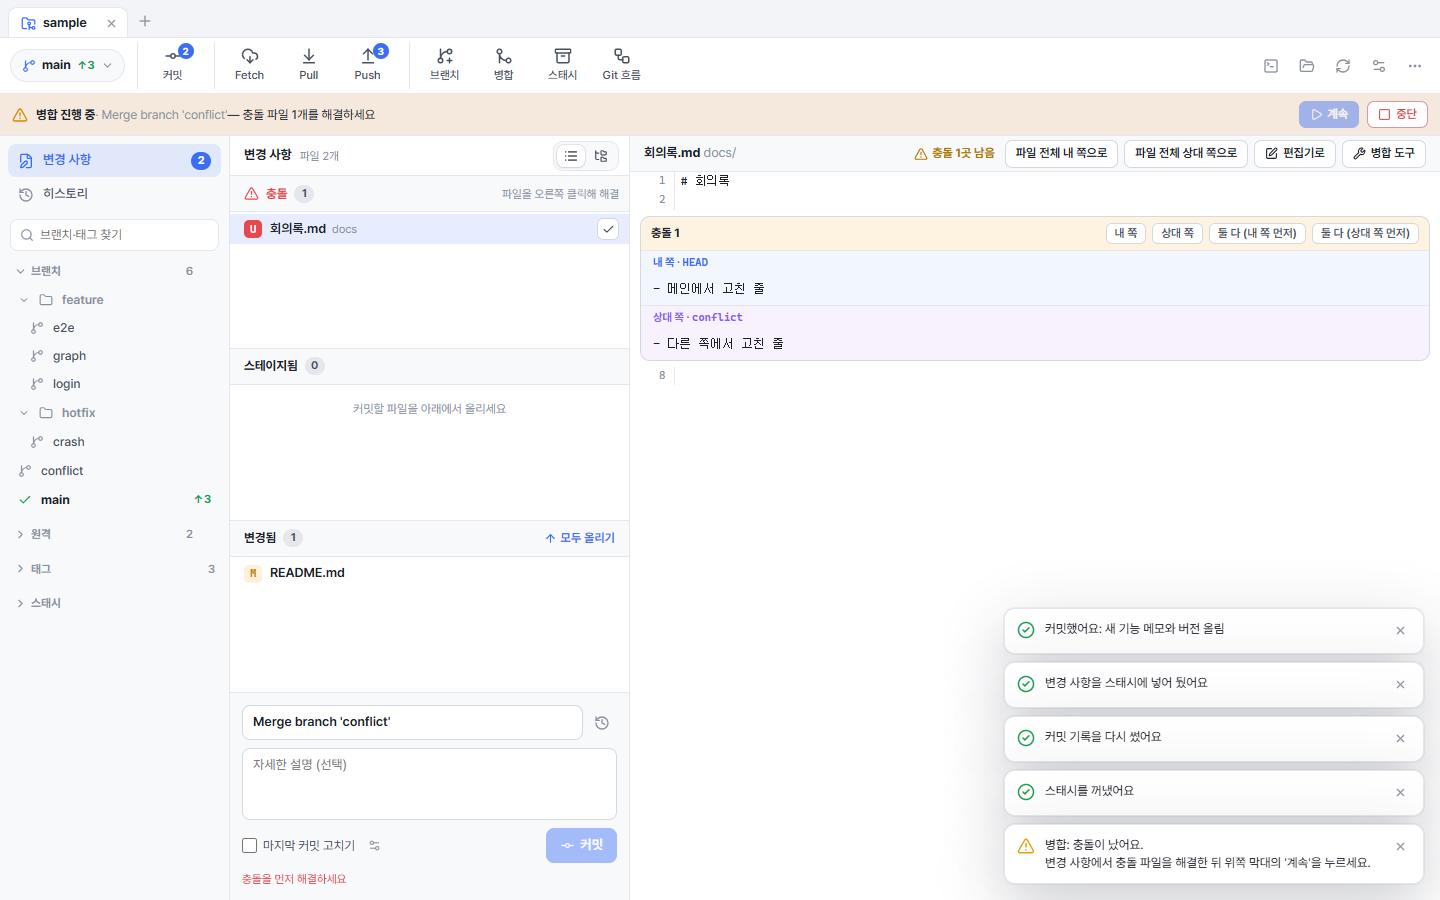 sample
main ↑3
2
커밋
Fetch
Pull
3
Push
브랜치
병합
스태시
Git 흐름
병합 진행 중 · Merge branch 'conflict' — 충돌 파일 1개를 해결하세요
계속
중단
변경 사항 2
히스토리
브랜치·태그 찾기
브랜치 6
feature
e2e
graph
login
hotfix
crash
conflict
main ↑3
원격 2
태그 3
스태시
변경 사항 파일 2개
충돌 1 파일을 오른쪽 클릭해 해결
U 회의록.md docs
스테이지됨 0
커밋할 파일을 아래에서 올리세요
변경됨 1 ↑ 모두 올리기
M README.md
Merge branch 'conflict'
자세한 설명 (선택)
마지막 커밋 고치기
커밋
충돌을 먼저 해결하세요
회의록.md docs/
충돌 1곳 남음
파일 전체 내 쪽으로
파일 전체 상대 쪽으로
편집기로
병합 도구
1 # 회의록
2
충돌 1
내 쪽
상대 쪽
둘 다 (내 쪽 먼저)
둘 다 (상대 쪽 먼저)
내 쪽 · HEAD
- 메인에서 고친 줄
상대 쪽 · conflict
- 다른 쪽에서 고친 줄
8
커밋했어요: 새 기능 메모와 버전 올림
변경 사항을 스태시에 넣어 뒀어요
커밋 기록을 다시 썼어요
스태시를 꺼냈어요
병합: 충돌이 났어요.
변경 사항에서 충돌 파일을 해결한 뒤 위쪽 막대의 '계속'을 누르세요.